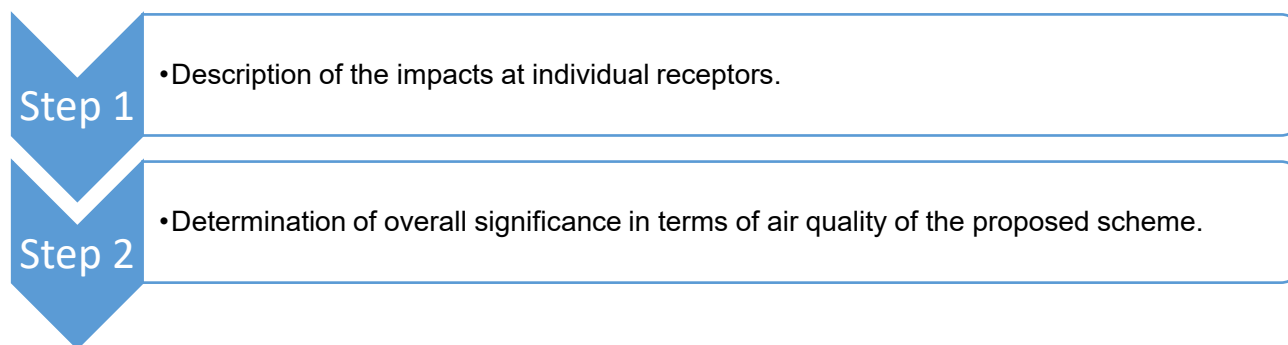 Step 1
•Description of the impacts at individual receptors.
Step 2
•Determination of overall significance in terms of air quality of the proposed scheme.